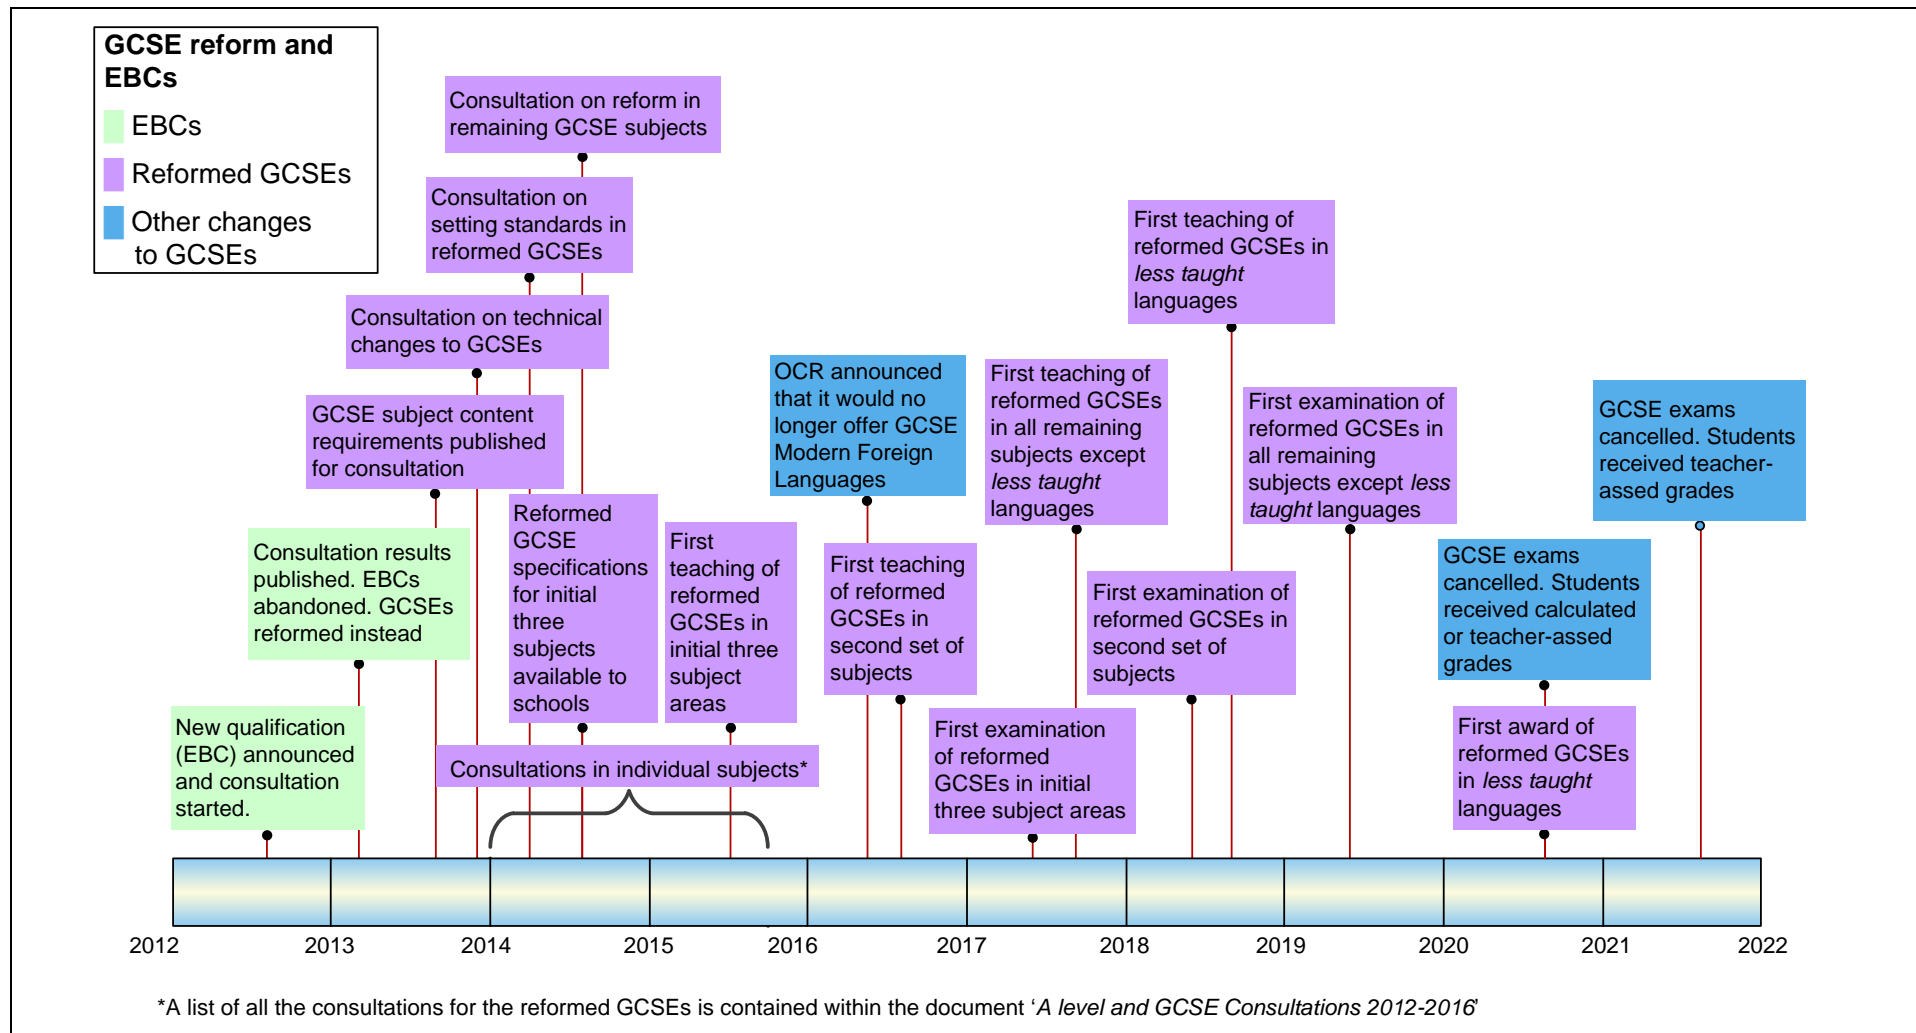 GCSE reform and
EBCs
EBCs
Reformed GCSEs
Other changes
to GCSEs
Consultation on reform in
remaining GCSE subjects
Consultation on
setting standards in
reformed GCSEs
Consultation on technical
changes to GCSEs
GCSE subject content
requirements published
for consultation
Consultation results
published. EBCs
abandoned. GCSEs
reformed instead
New qualification
(EBC) announced
and consultation
started.
Reformed
GCSE
specifications
for initial
three
subjects
available to
schools
First
teaching of
reformed
GCSEs in
initial three
subject
areas
Consultations in individual subjects*
OCR announced
that it would no
longer offer GCSE
Modern Foreign
Languages
First teaching
of reformed
GCSEs in
second set of
subjects
First examination
of reformed
GCSEs in initial
three subject areas
First teaching of
reformed GCSEs
in all remaining
subjects except
less taught
languages
First examination of
reformed GCSEs in
second set of
subjects
First teaching of
reformed GCSEs in
less taught
languages
First examination of
reformed GCSEs in
all remaining
subjects except less
taught languages
GCSE exams
cancelled. Students
received calculated
or teacher-assed
grades
First award of
reformed GCSEs
in less taught
languages
GCSE exams
cancelled. Students
received teacher-
assed grades
2012
2013
2014
2015
2016
2017
2018
2019
2020
2021
2022
*A list of all the consultations for the reformed GCSEs is contained within the document ‘A level and GCSE Consultations 2012-2016’